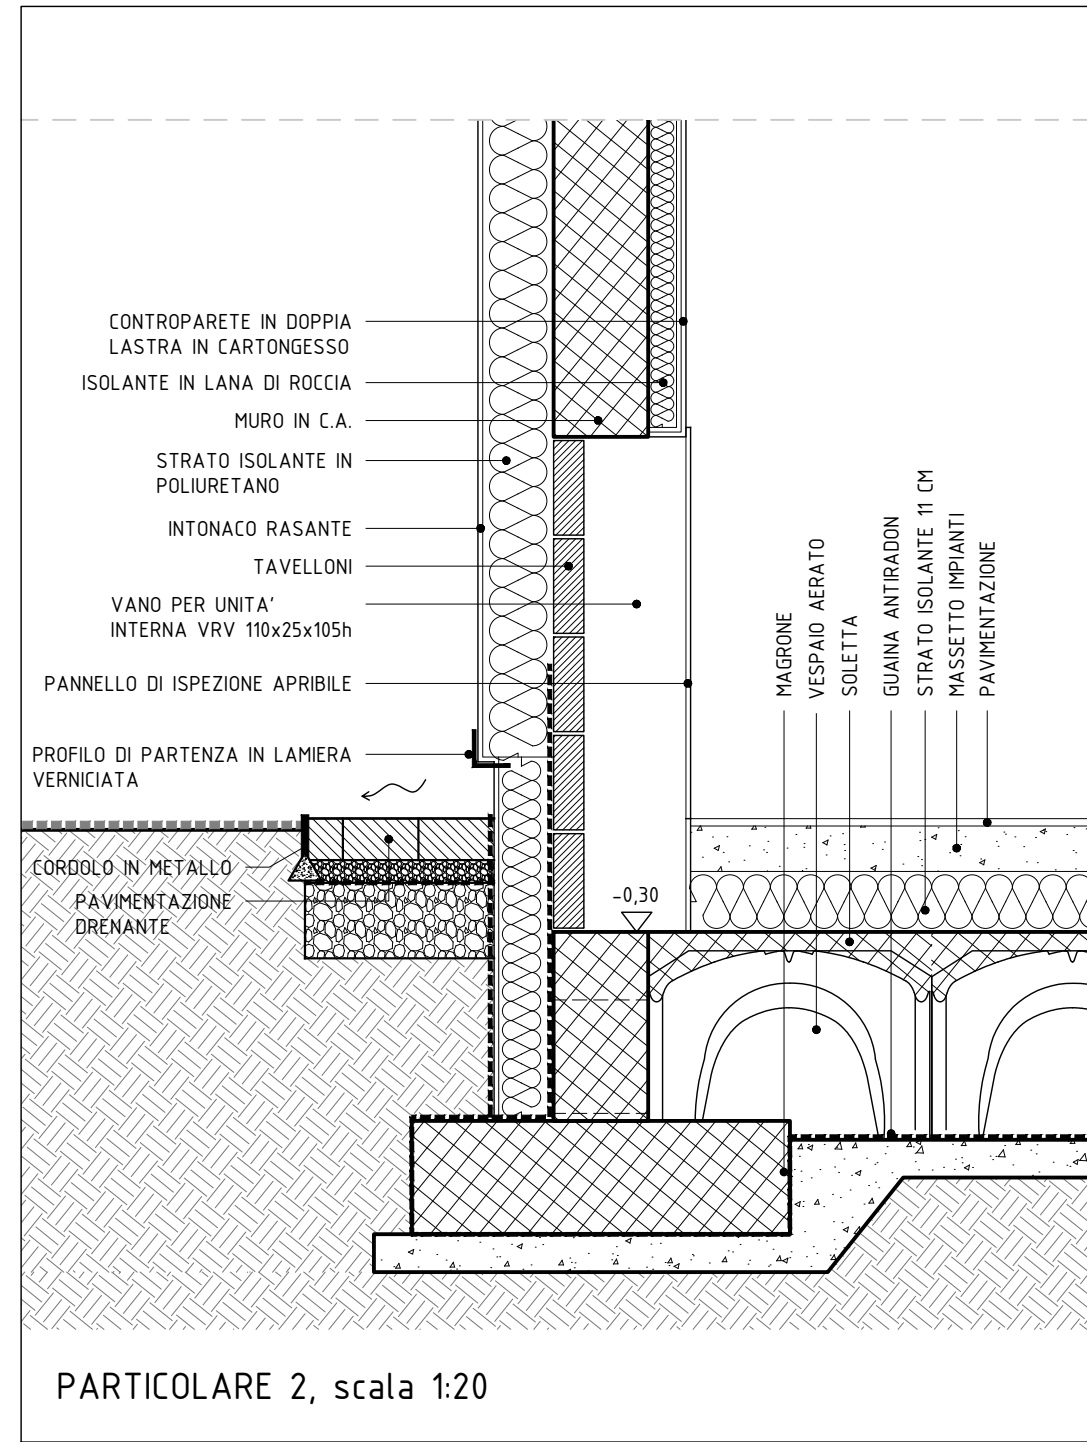 CONTROPARETE IN DOPPIA
LASTRA IN CARTONGESSO
ISOLANTE IN LANA DI ROCCIA
MURO IN C.A.
STRATO ISOLANTE IN
POLIURETANO
INTONACO RASANTE
TAVELLONI
VANO PER UNITA'
INTERNA VRV 110x25x105h
PANNELLO DI ISPEZIONE APRIBILE
PROFILO DI PARTENZA IN LAMIERA
VERNICIATA
CORDOLO IN METALLO
PAVIMENTAZIONE
DRENANTE
-0,30
MAGRONE
VESPAIO AERATO
SOLETTA
GUAINA ANTIRADON
STRATO ISOLANTE 11 CM
MASSETTO IMPIANTI
PAVIMENTAZIONE
PARTICOLARE 2, scala 1:20